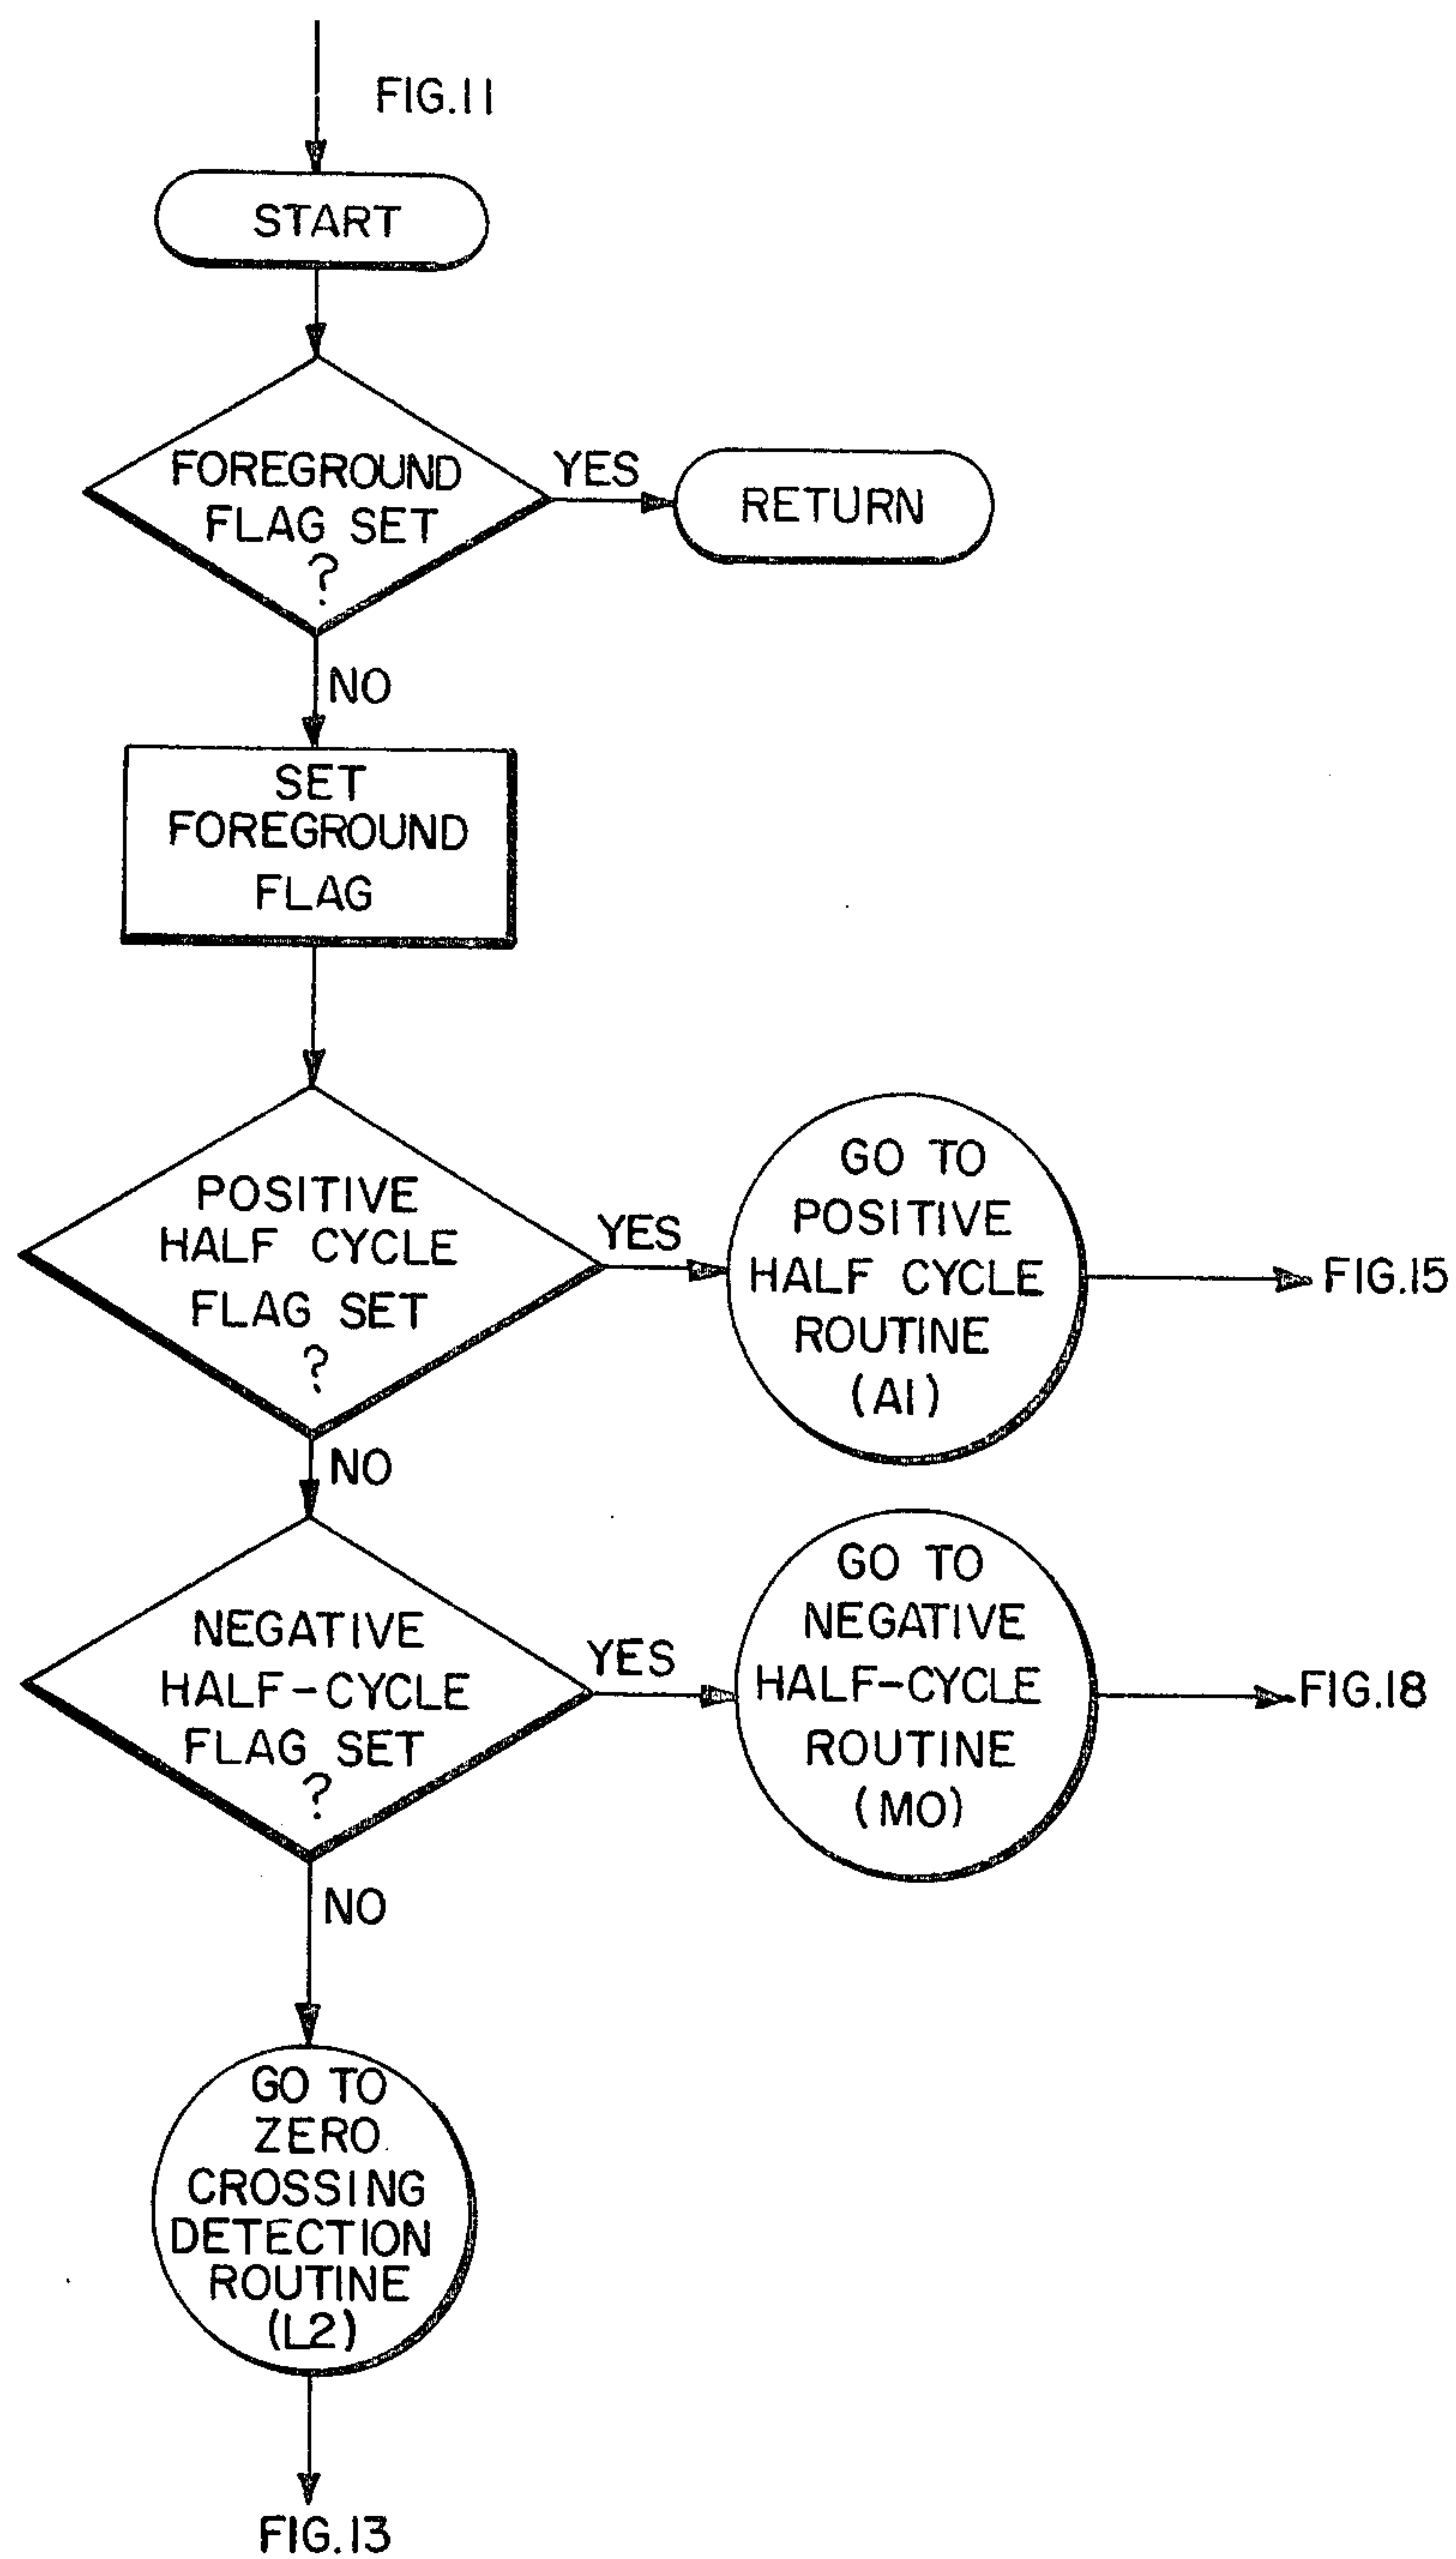 FIG.11
START
FOREGROUND
FLAG SET
?
YES
RETURN
NO
SET
FOREGROUND
FLAG
POSITIVE
HALF CYCLE
FLAG SET
?
YES
GO TO
POSITIVE
HALF CYCLE
ROUTINE
(A1)
FIG.15
NO
NEGATIVE
HALF-CYCLE
FLAG SET
?
YES
GO TO
NEGATIVE
HALF-CYCLE
ROUTINE
(MO)
FIG.18
NO
GO TO
ZERO
CROSSING
DETECTION
ROUTINE
(L2)
FIG.13